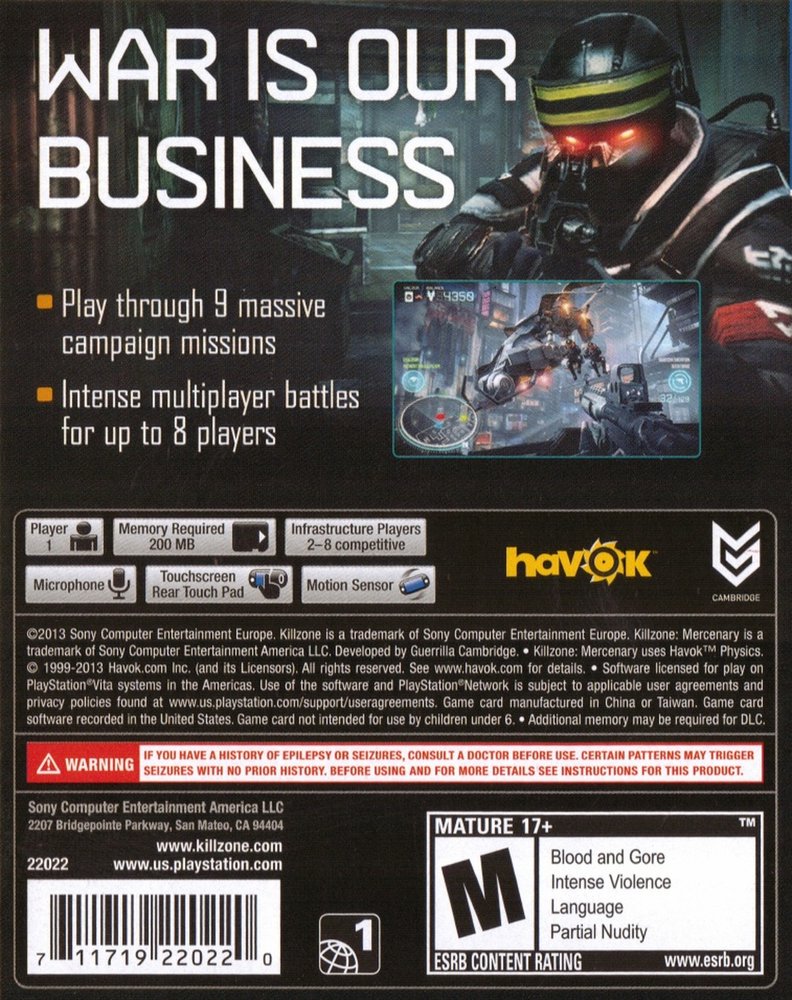 WAR IS OUR
BUSINESS
Play through 9 massive
campaign missions
Intense multiplayer battles
for up to 8 players
4350
32/128
Player
1
Memory Required
200 MB
Infrastructure Players
2–8 competitive
Microphone
Touchscreen
Rear Touch Pad
Motion Sensor
havok™
CAMBRIDGE
©2013 Sony Computer Entertainment Europe. Killzone is a trademark of Sony Computer Entertainment Europe. Killzone: Mercenary is a
trademark of Sony Computer Entertainment America LLC. Developed by Guerrilla Cambridge. • Killzone: Mercenary uses Havok™ Physics.
© 1999-2013 Havok.com Inc. (and its Licensors). All rights reserved. See www.havok.com for details. • Software licensed for play on
PlayStation®Vita systems in the Americas. Use of the software and PlayStation®Network is subject to applicable user agreements and
privacy policies found at www.us.playstation.com/support/useragreements. Game card manufactured in China or Taiwan. Game card
software recorded in the United States. Game card not intended for use by children under 6. • Additional memory may be required for DLC.
WARNING
IF YOU HAVE A HISTORY OF EPILEPSY OR SEIZURES, CONSULT A DOCTOR BEFORE USE. CERTAIN PATTERNS MAY TRIGGER
SEIZURES WITH NO PRIOR HISTORY. BEFORE USING AND FOR MORE DETAILS SEE INSTRUCTIONS FOR THIS PRODUCT.
Sony Computer Entertainment America LLC
2207 Bridgepointe Parkway, San Mateo, CA 94404
www.killzone.com
22022 www.us.playstation.com
7 11719 22022 0
1
MATURE 17+ ™
M
Blood and Gore
Intense Violence
Language
Partial Nudity
ESRB CONTENT RATING www.esrb.org